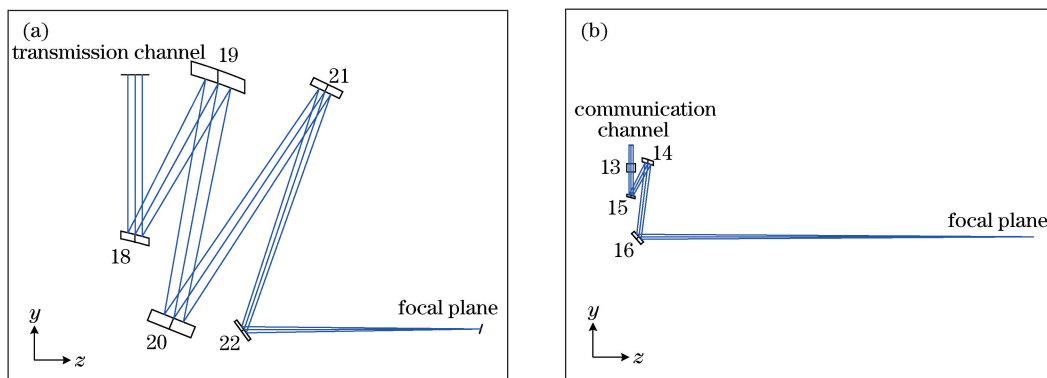 (a)
transmission channel
19
21
18
20
22
focal plane
y
z
(b)
communication
channel
13
14
15
16
focal plane
y
z